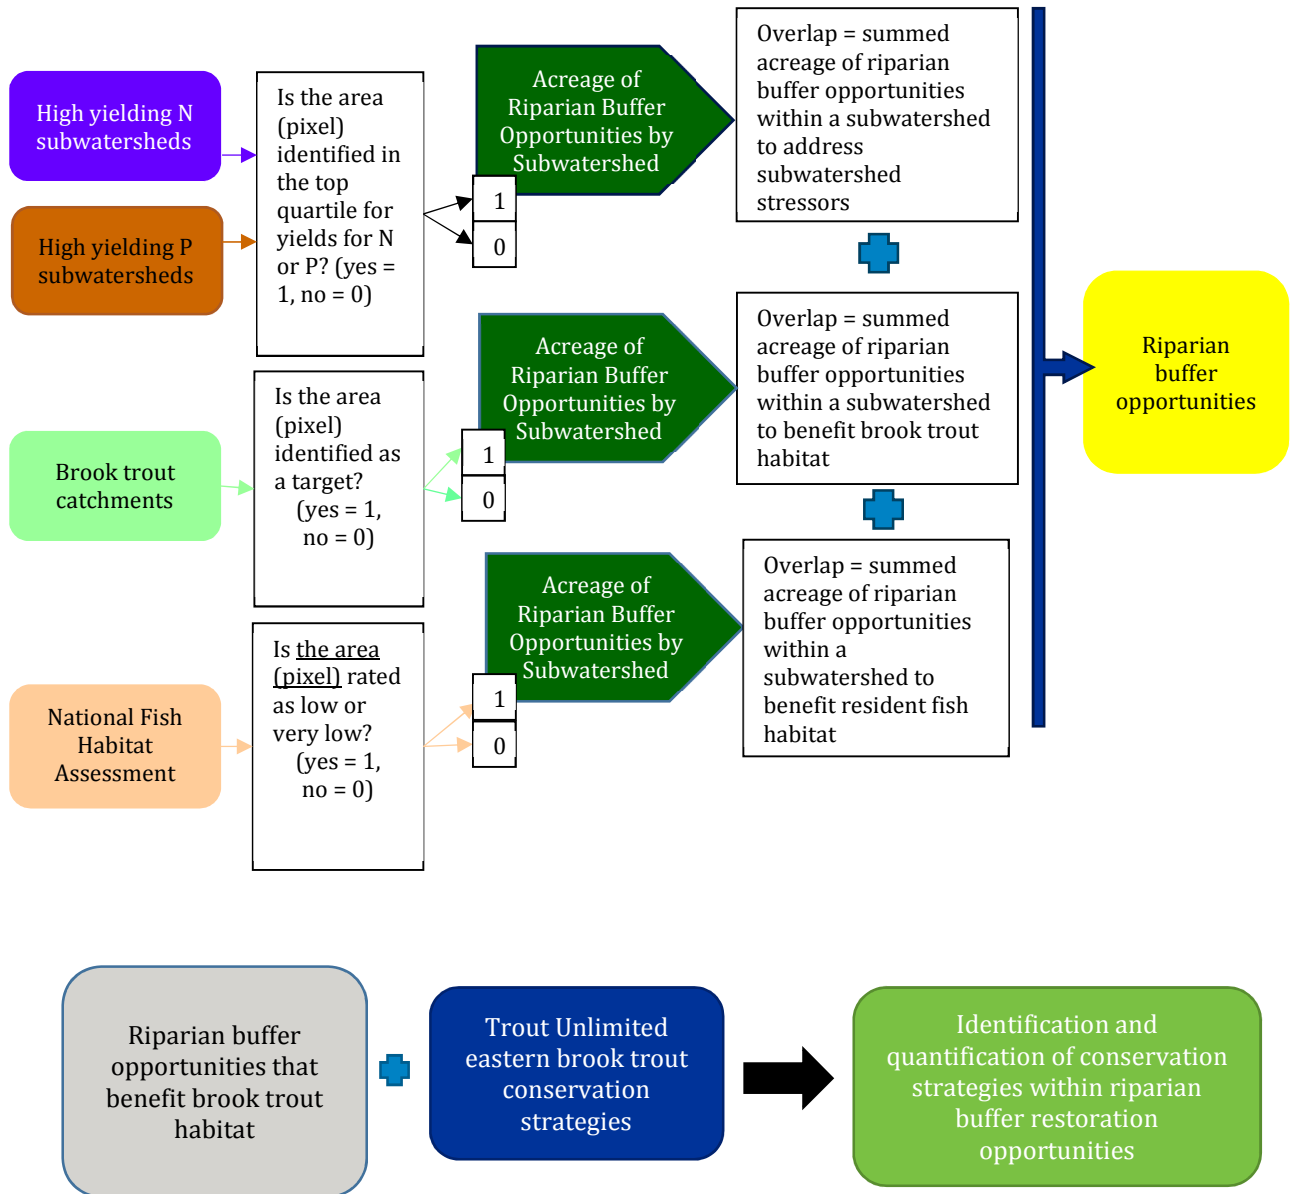 High yielding N
subwatersheds
High yielding P
subwatersheds
Is the area
(pixel)
identified in
the top
quartile for
yields for N
or P? (yes =
1, no = 0)
Acreage of
Riparian Buffer
Opportunities by
Subwatershed
1
0
Overlap = summed
acreage of riparian
buffer opportunities
within a subwatershed
to address
subwatershed
stressors
Brook trout
catchments
Is the area
(pixel)
identified as
a target?
(yes = 1,
no = 0)
Acreage of
Riparian Buffer
Opportunities by
Subwatershed
1
0
Overlap = summed
acreage of riparian
buffer opportunities
within a subwatershed
to benefit brook trout
habitat
National Fish
Habitat
Assessment
Is the area
(pixel) rated
as low or
very low?
(yes = 1,
no = 0)
Acreage of
Riparian Buffer
Opportunities by
Subwatershed
1
0
Overlap = summed
acreage of riparian
buffer opportunities
within a
subwatershed to
benefit resident fish
habitat
Riparian
buffer
opportunities
Riparian buffer
opportunities that
benefit brook trout
habitat
Trout Unlimited
eastern brook trout
conservation
strategies
Identification and
quantification of conservation
strategies within riparian
buffer restoration
opportunities